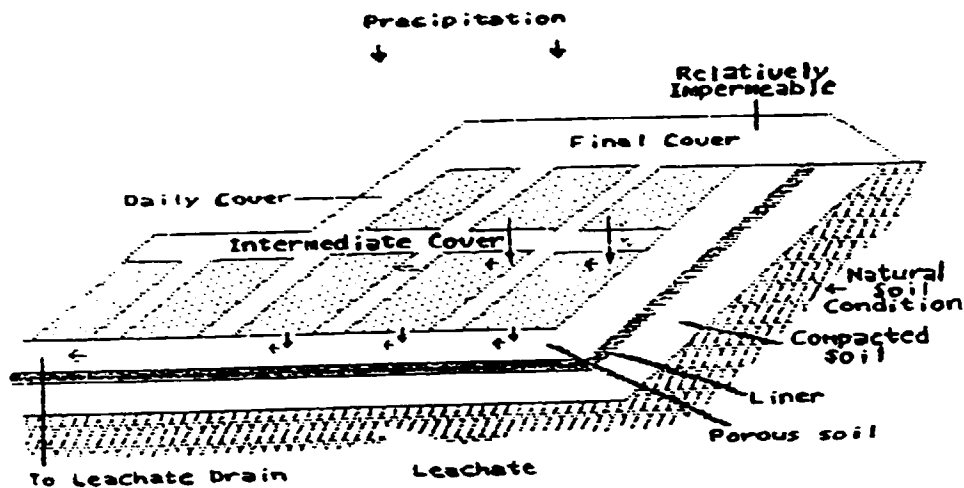 Precipitation
Relatively
Impermeable
Final Cover
Daily Cover
Intermediate Cover
Natural
Soil
Condition
Compacted
Soil
Liner
Porous soil
To Leachate Drain
Leachate